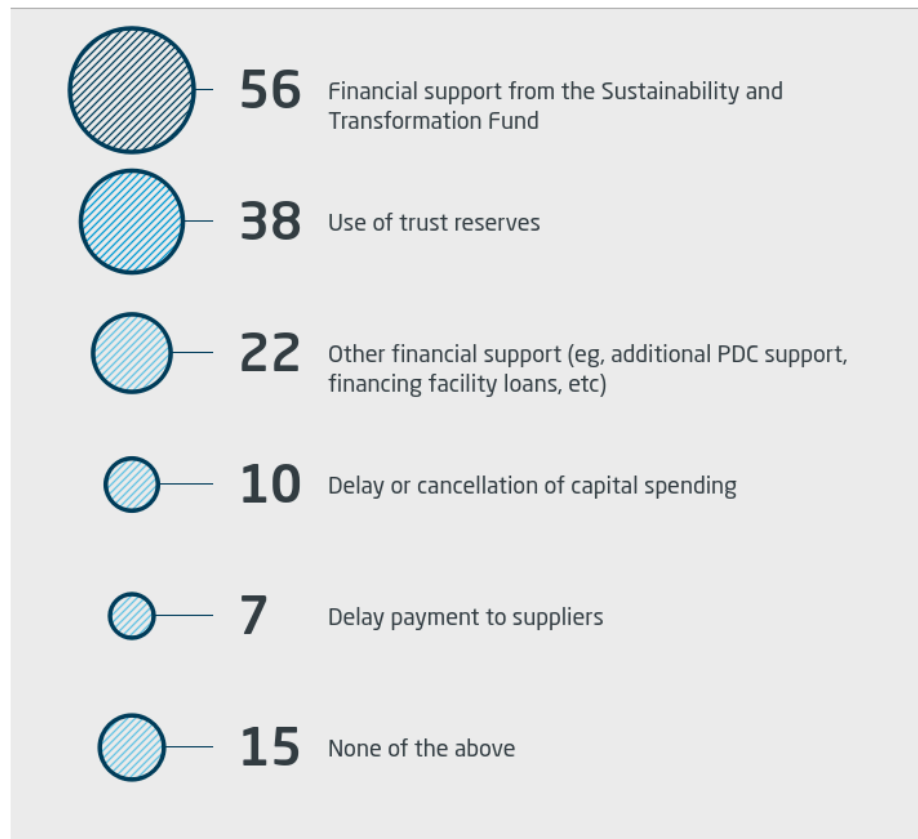 56
Financial support from the Sustainability and
Transformation Fund
38
Use of trust reserves
22
Other financial support (eg, additional PDC support,
financing facility loans, etc)
10
Delay or cancellation of capital spending
7
Delay payment to suppliers
15
None of the above